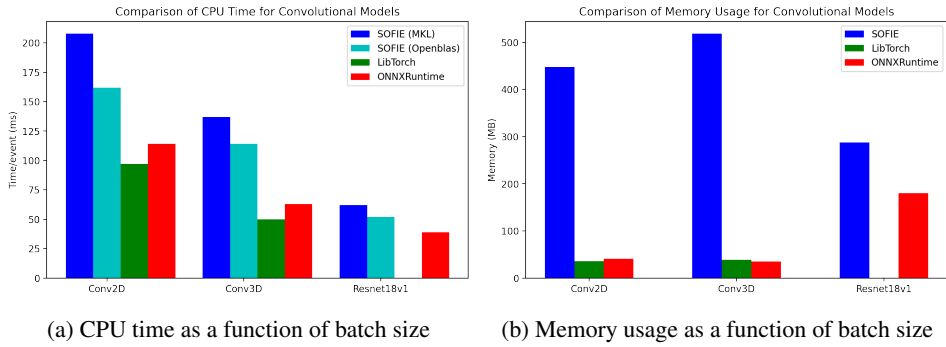 Comparison of CPU Time for Convolutional Models
SOFIE (MKL)
SOFIE (Openblas)
LibTorch
ONNXRuntime
Time/event (ms)
200
175
150
125
100
75
50
25
0
Conv2D
Conv3D
Resnet18v1
(a) CPU time as a function of batch size
Comparison of Memory Usage for Convolutional Models
SOFIE
LibTorch
ONNXRuntime
Memory (MB)
500
400
300
200
100
0
Conv2D
Conv3D
Resnet18v1
(b) Memory usage as a function of batch size